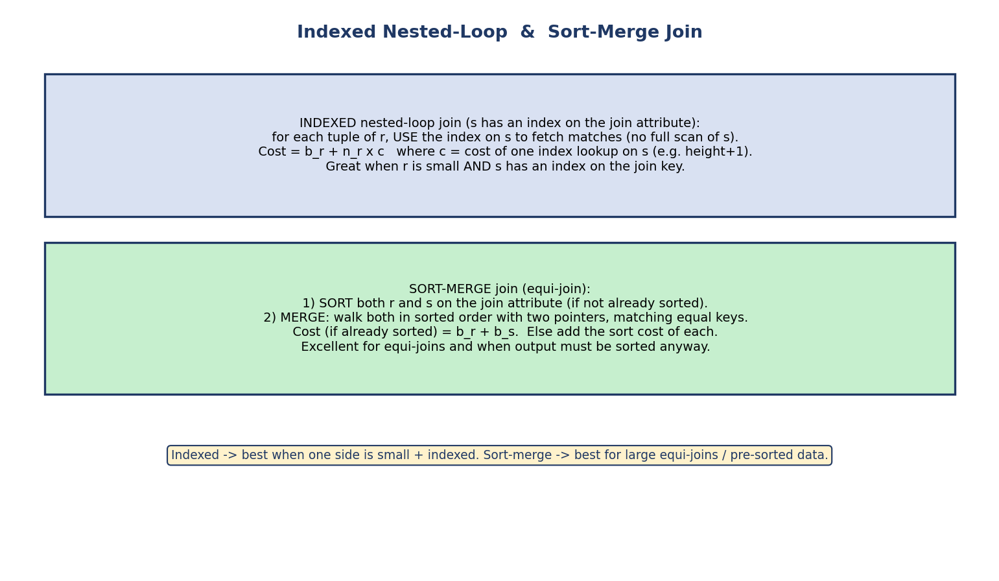 Indexed Nested-Loop & Sort-Merge Join
INDEXED nested-loop join (s has an index on the join attribute):
for each tuple of r, USE the index on s to fetch matches (no full scan of s).
Cost = b_r + n_r x c   where c = cost of one index lookup on s (e.g. height+1).
Great when r is small AND s has an index on the join key.
SORT-MERGE join (equi-join):
1) SORT both r and s on the join attribute (if not already sorted).
2) MERGE: walk both in sorted order with two pointers, matching equal keys.
Cost (if already sorted) = b_r + b_s.  Else add the sort cost of each.
Excellent for equi-joins and when output must be sorted anyway.
Indexed -> best when one side is small + indexed. Sort-merge -> best for large equi-joins / pre-sorted data.